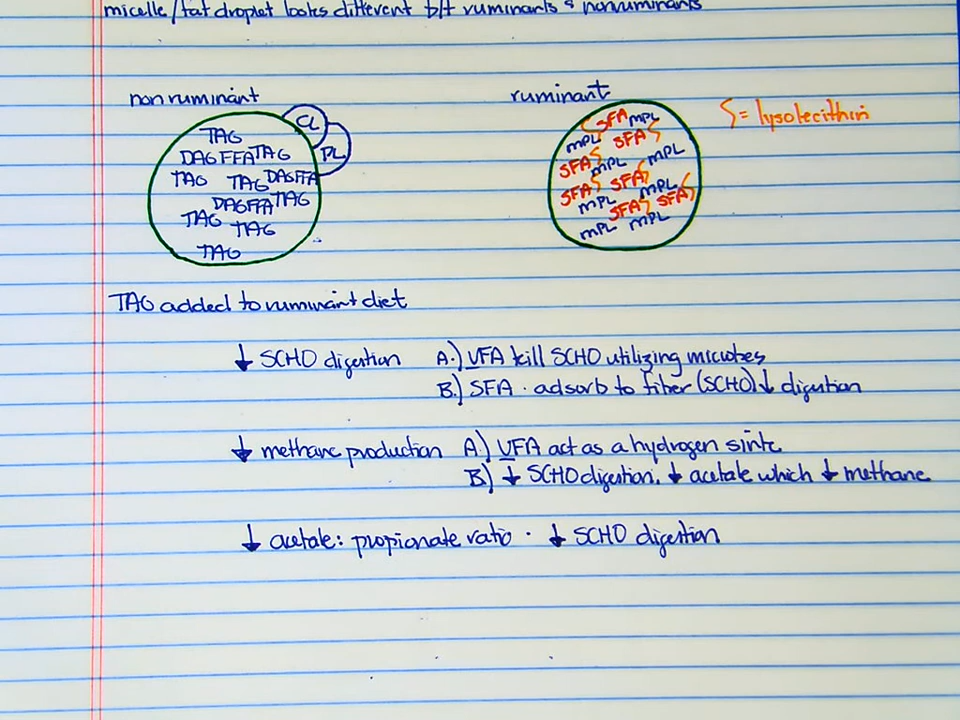 micelle/fat droplet looks different b/t ruminants & nonruminants
nonruminant
CL
PL
TAG
DAG FFA TAG
TAG TAG DAG FFA
DAG FFA TAG
TAG TAG
TAG
ruminant
SFA MPL
MPL SFA
SFA MPL MPL
SFA SFA MPL
MPL SFA SFA
MPL MPL
S = lysolecithin
TAG added to ruminant diet
↓ SCHO digestion A.) UFA kill SCHO utilizing microbes
B.) SFA · adsorb to fiber (SCHO) ↓ digestion
↓ methane production A.) UFA act as a hydrogen sink
B.) ↓ SCHO digestion. ↓ acetate which ↓ methane
↓ acetate: propionate ratio · ↓ SCHO digestion